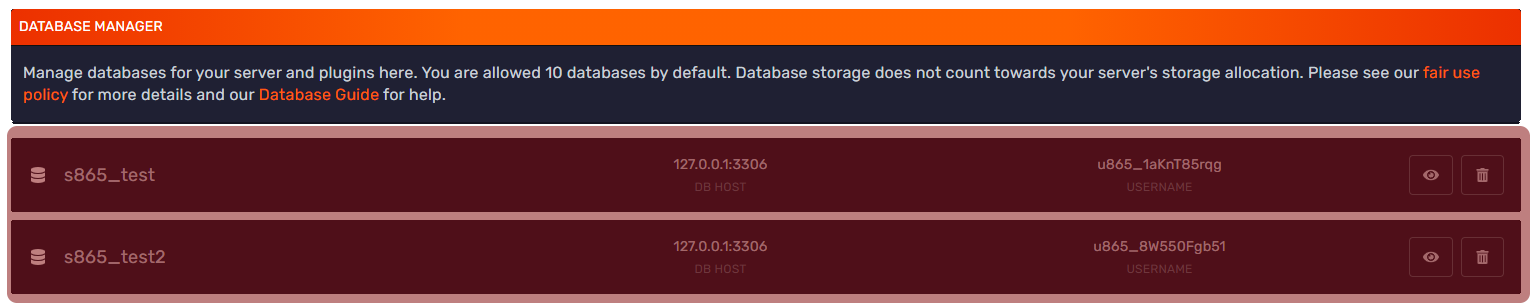 DATABASE MANAGER
Manage databases for your server and plugins here. You are allowed 10 databases by default. Database storage does not count towards your server's storage allocation. Please see our fair use
policy for more details and our Database Guide for help.
s865_test
127.0.0.1:3306
DB HOST
u865_1aKnT85rqg
USERNAME
s865_test2
127.0.0.1:3306
DB HOST
u865_8W550Fgb51
USERNAME